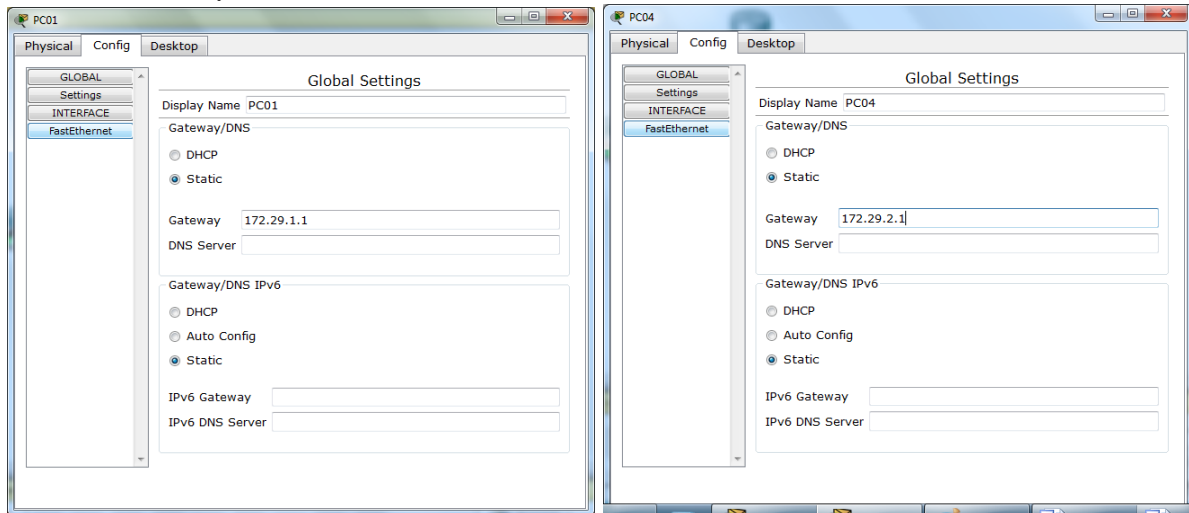 PC01
Physical Config Desktop
GLOBAL
Settings
INTERFACE
FastEthernet
Global Settings
Display Name PC01
Gateway/DNS
DHCP
Static
Gateway 172.29.1.1
DNS Server
Gateway/DNS IPv6
DHCP
Auto Config
Static
IPv6 Gateway
IPv6 DNS Server
PC04
Physical Config Desktop
GLOBAL
Settings
INTERFACE
FastEthernet
Global Settings
Display Name PC04
Gateway/DNS
DHCP
Static
Gateway 172.29.2.1
DNS Server
Gateway/DNS IPv6
DHCP
Auto Config
Static
IPv6 Gateway
IPv6 DNS Server